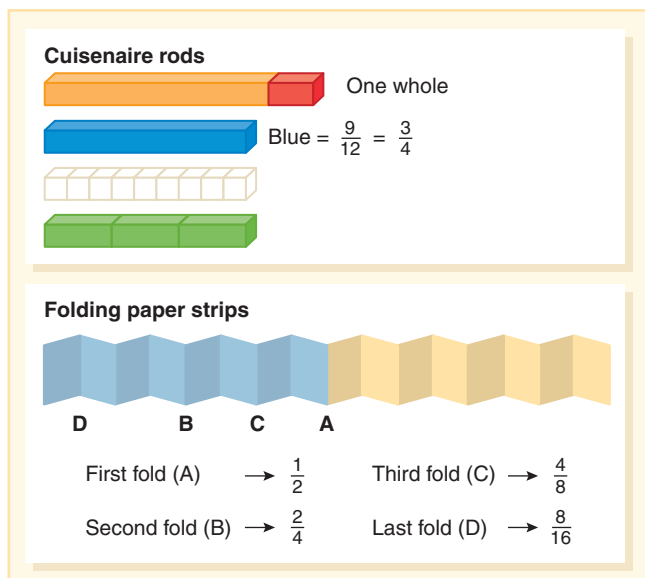 Cuisenaire rods
One whole
Blue = 9/12 = 3/4
Folding paper strips
D B C A
First fold (A) → 1/2 Third fold (C) → 4/8
Second fold (B) → 2/4 Last fold (D) → 8/16